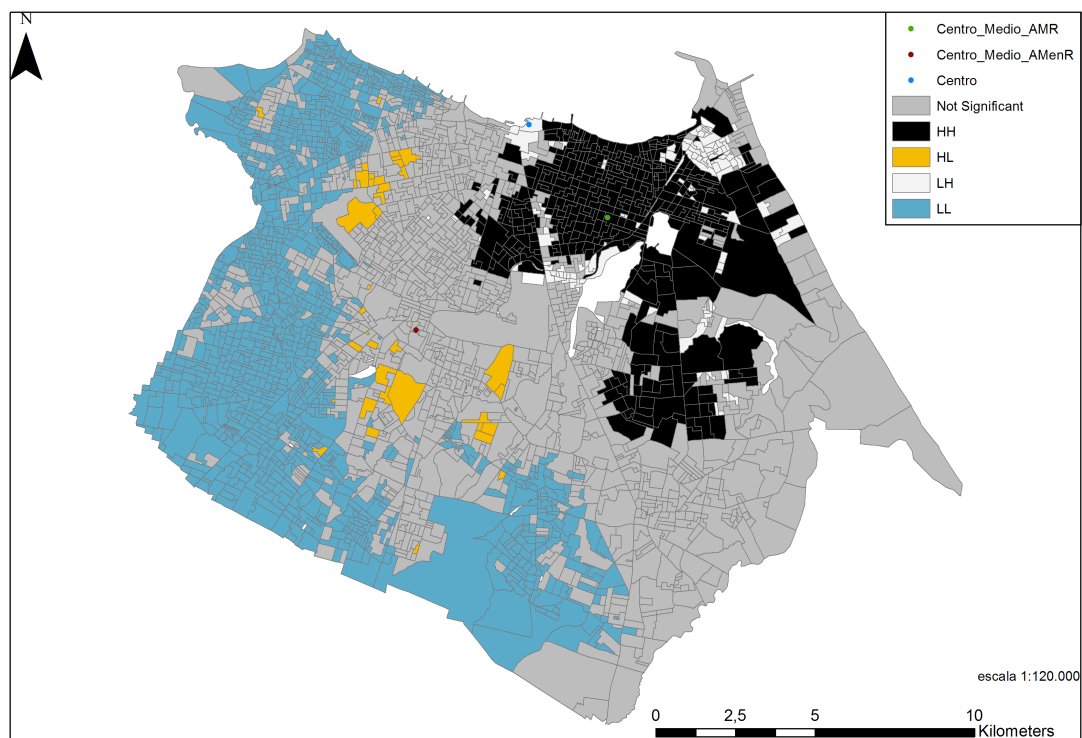 N
Centro_Medio_AMR
Centro_Medio_AMenR
Centro
Not Significant
HH
HL
LH
LL
escala 1:120.000
0 2,5 5 10
Kilometers